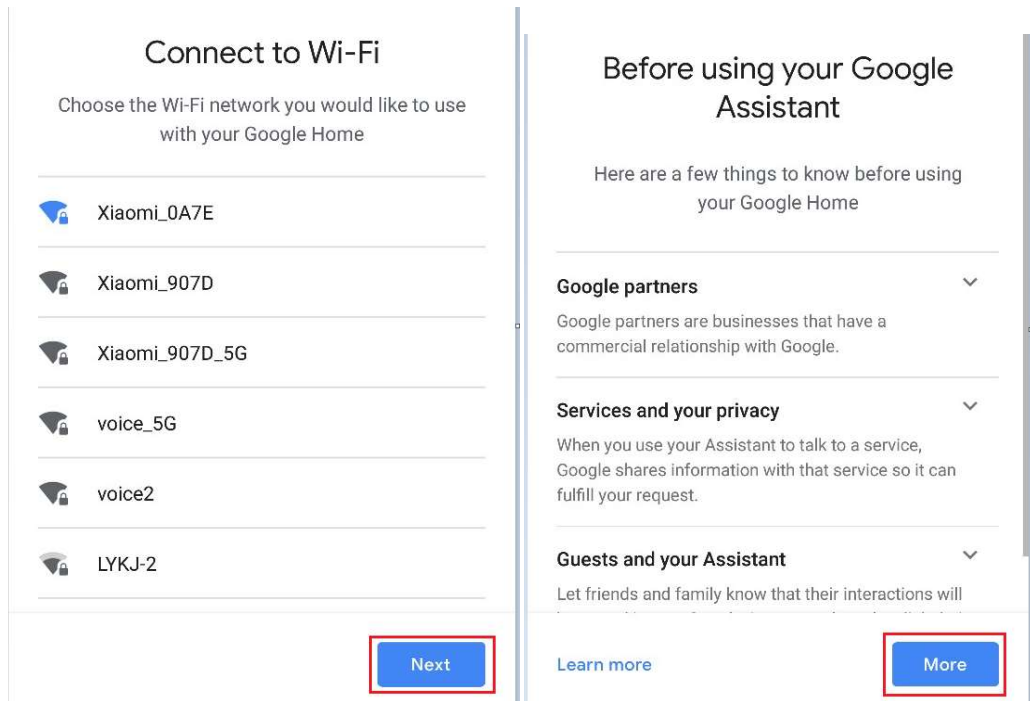 Connect to Wi-Fi
Choose the Wi-Fi network you would like to use
with your Google Home
Xiaomi_0A7E
Xiaomi_907D
Xiaomi_907D_5G
voice_5G
voice2
LYKJ-2
Next
Before using your Google
Assistant
Here are a few things to know before using
your Google Home
Google partners
Google partners are businesses that have a
commercial relationship with Google.
Services and your privacy
When you use your Assistant to talk to a service,
Google shares information with that service so it can
fulfill your request.
Guests and your Assistant
Let friends and family know that their interactions will
Learn more
More